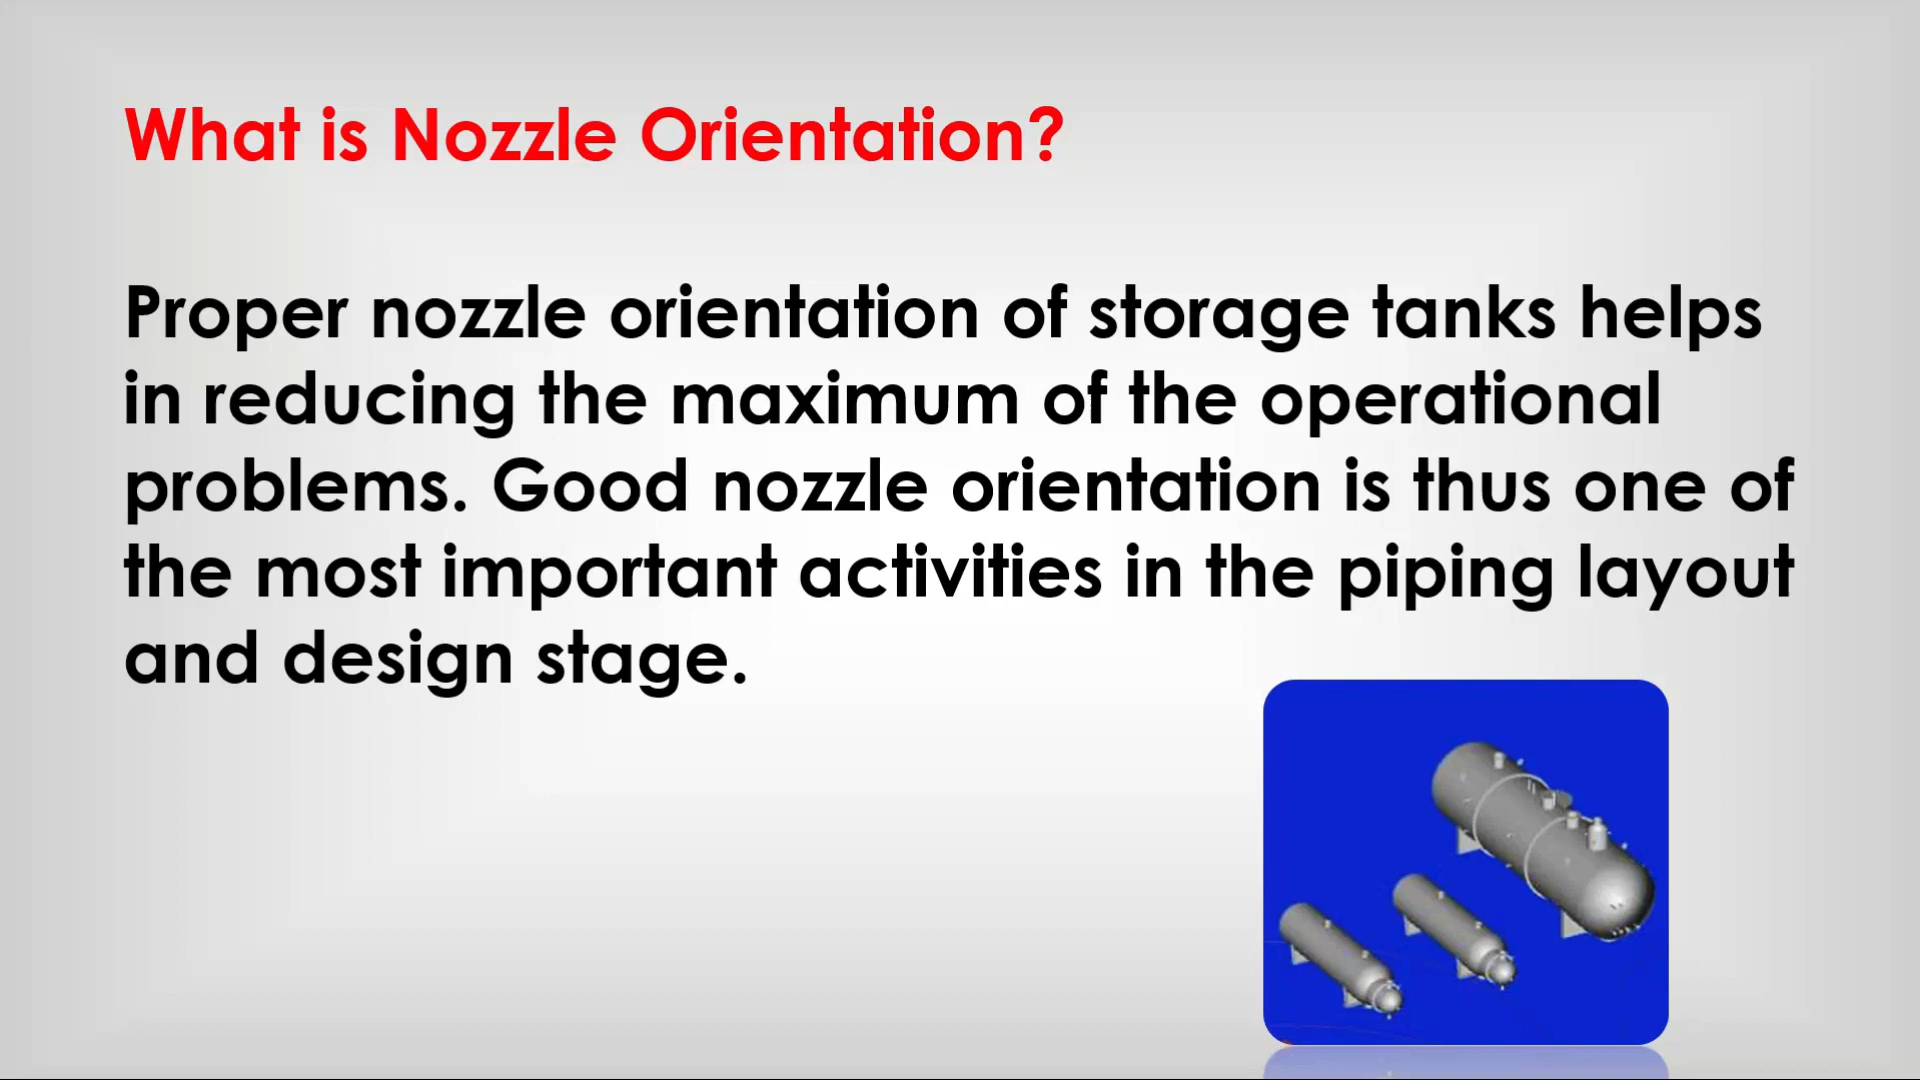 What is Nozzle Orientation?
Proper nozzle orientation of storage tanks helps
in reducing the maximum of the operational
problems. Good nozzle orientation is thus one of
the most important activities in the piping layout
and design stage.